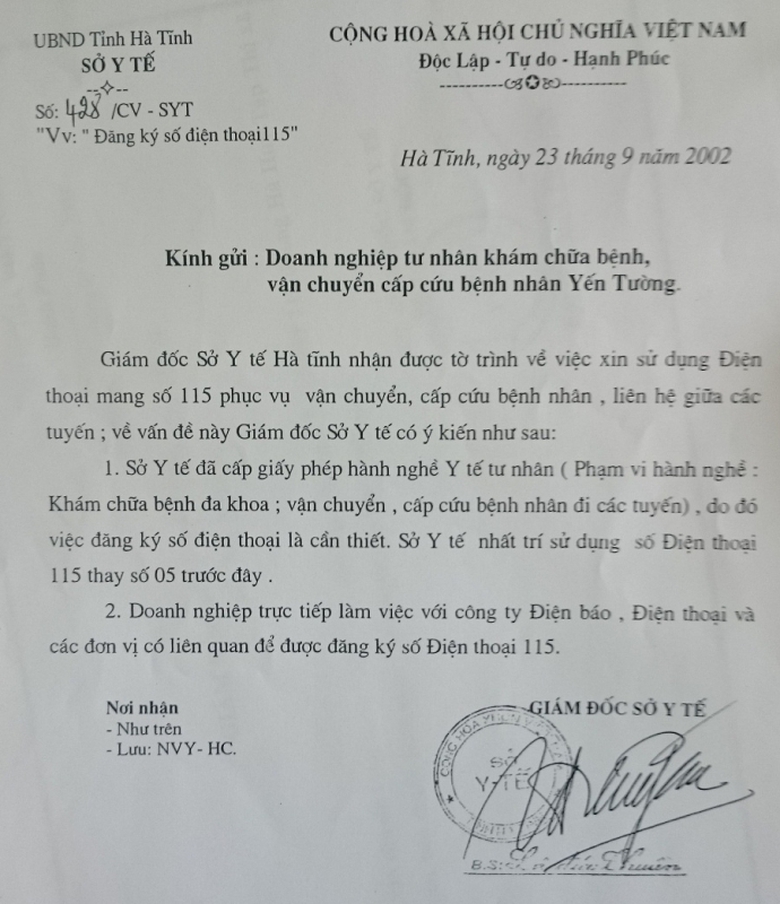 UBND Tỉnh Hà Tĩnh
SỞ Y TẾ
Số: 428 /CV - SYT
"Vv: " Đăng ký số điện thoại115"
CỘNG HOÀ XÃ HỘI CHỦ NGHĨA VIỆT NAM
Độc Lập - Tự do - Hạnh Phúc
Hà Tĩnh, ngày 23 tháng 9 năm 2002
Kính gửi : Doanh nghiệp tư nhân khám chữa bệnh,
vận chuyển cấp cứu bệnh nhân Yến Tường.
Giám đốc Sở Y tế Hà tĩnh nhận được tờ trình về việc xin sử dụng Điện
thoại mang số 115 phục vụ vận chuyển, cấp cứu bệnh nhân , liên hệ giữa các
tuyến ; về vấn đề này Giám đốc Sở Y tế có ý kiến như sau:
1. Sở Y tế đã cấp giấy phép hành nghề Y tế tư nhân ( Phạm vi hành nghề :
Khám chữa bệnh đa khoa ; vận chuyển , cấp cứu bệnh nhân đi các tuyến) , do đó
việc đăng ký số điện thoại là cần thiết. Sở Y tế nhất trí sử dụng số Điện thoại
115 thay số 05 trước đây .
2. Doanh nghiệp trực tiếp làm việc với công ty Điện báo , Điện thoại và
các đơn vị có liên quan để được đăng ký số Điện thoại 115.
Nơi nhận
- Như trên
- Lưu: NVY- HC.
GIÁM ĐỐC SỞ Y TẾ
SỞ
Y-TẾ
B.S: